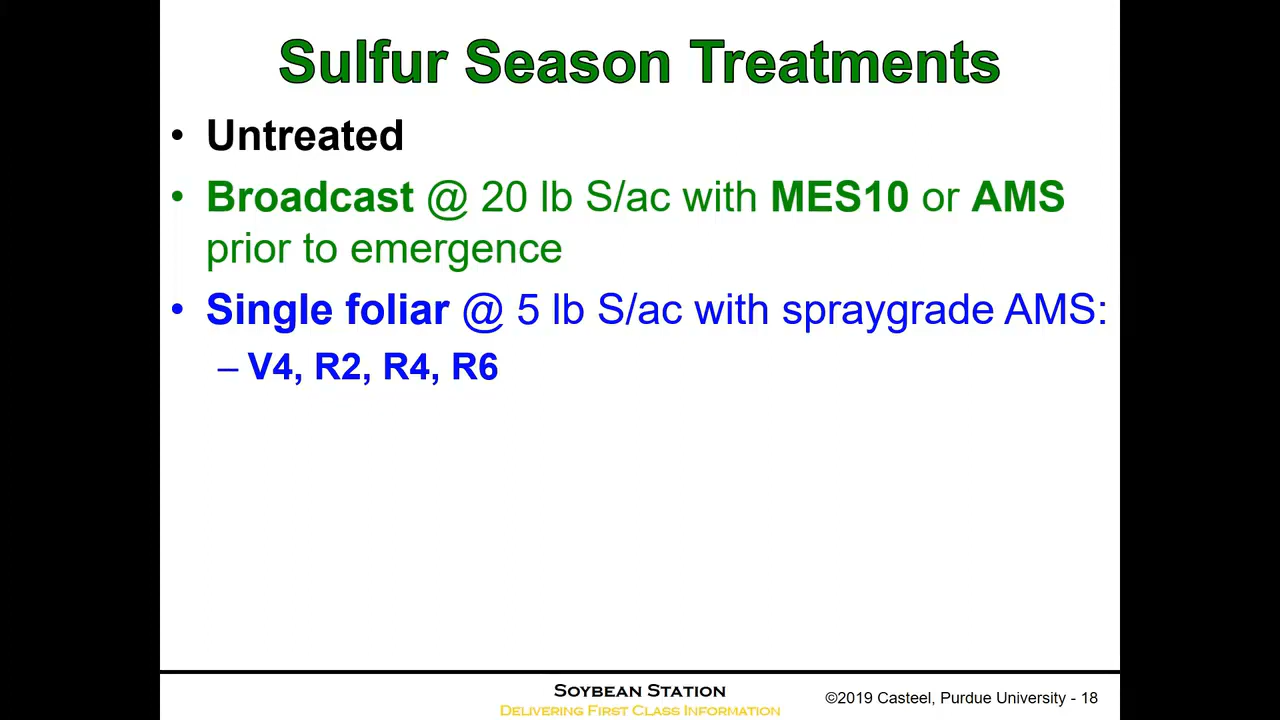 Sulfur Season Treatments
• Untreated
• Broadcast @ 20 lb S/ac with MES10 or AMS
prior to emergence
• Single foliar @ 5 lb S/ac with spraygrade AMS:
– V4, R2, R4, R6
SOYBEAN STATION
DELIVERING FIRST CLASS INFORMATION
©2019 Casteel, Purdue University - 18